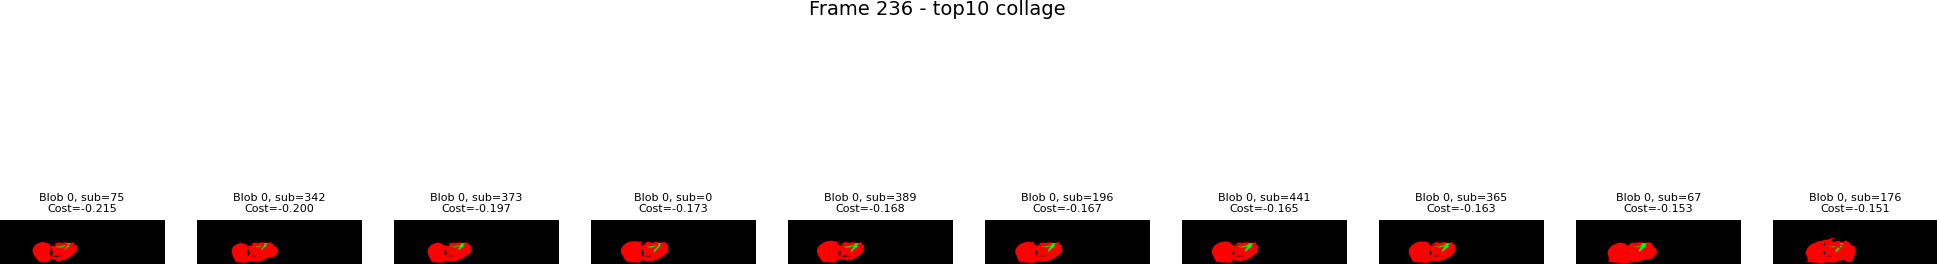 Frame 236 - top10 collage
Blob 0, sub=75
Cost=-0.215
Blob 0, sub=342
Cost=-0.200
Blob 0, sub=373
Cost=-0.197
Blob 0, sub=0
Cost=-0.173
Blob 0, sub=389
Cost=-0.168
Blob 0, sub=196
Cost=-0.167
Blob 0, sub=441
Cost=-0.165
Blob 0, sub=365
Cost=-0.163
Blob 0, sub=67
Cost=-0.153
Blob 0, sub=176
Cost=-0.151